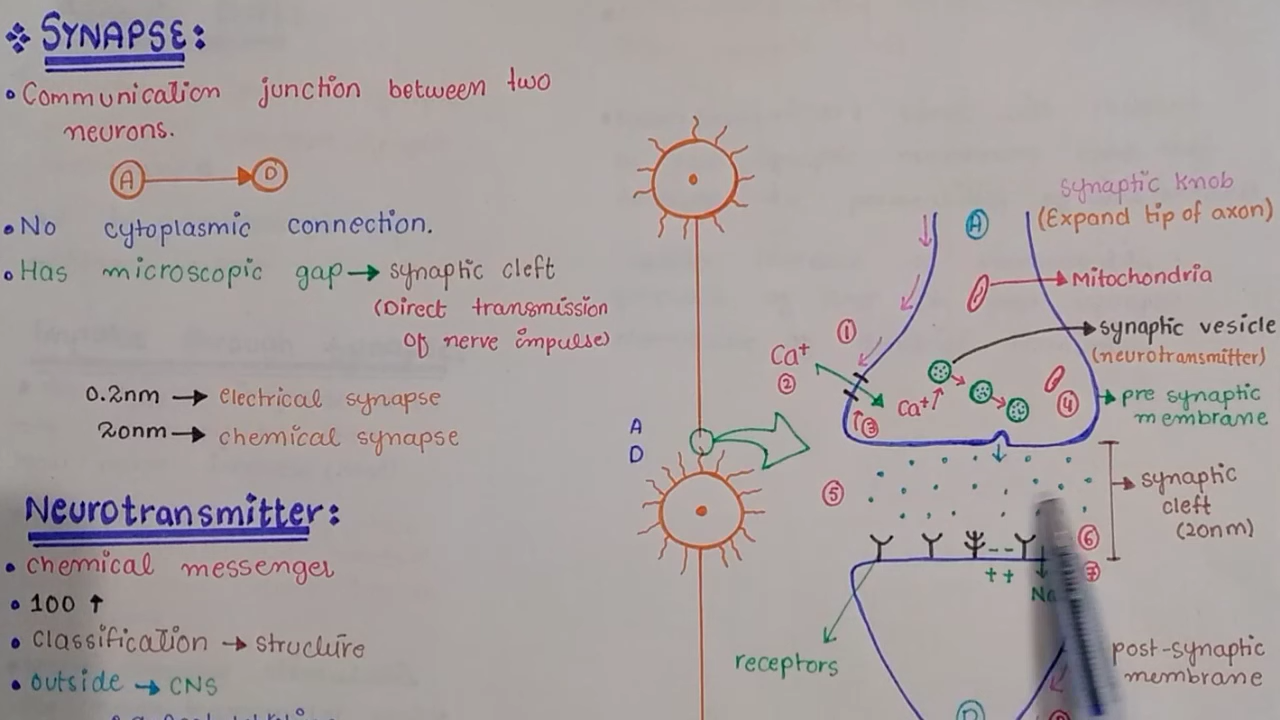 ❖ SYNAPSE:
• Communication junction between two
neurons.
A → D
• No cytoplasmic connection.
• Has microscopic gap → synaptic cleft
(Direct transmission
of nerve impulse)
0.2nm → electrical synapse
20nm → chemical synapse
Neurotransmitter:
• chemical messenger
• 100 ↑
• classification → structure
• outside → CNS
A
D
synaptic knob
(Expand tip of axon)
A
Mitochondria
synaptic vesicle
(neurotransmitter)
pre synaptic
membrane
①
Ca+
②
Ca+↑
③
④
⑤
synaptic
cleft
(20nm)
⑥
--
++
⑦
receptors
post-synaptic
membrane
D